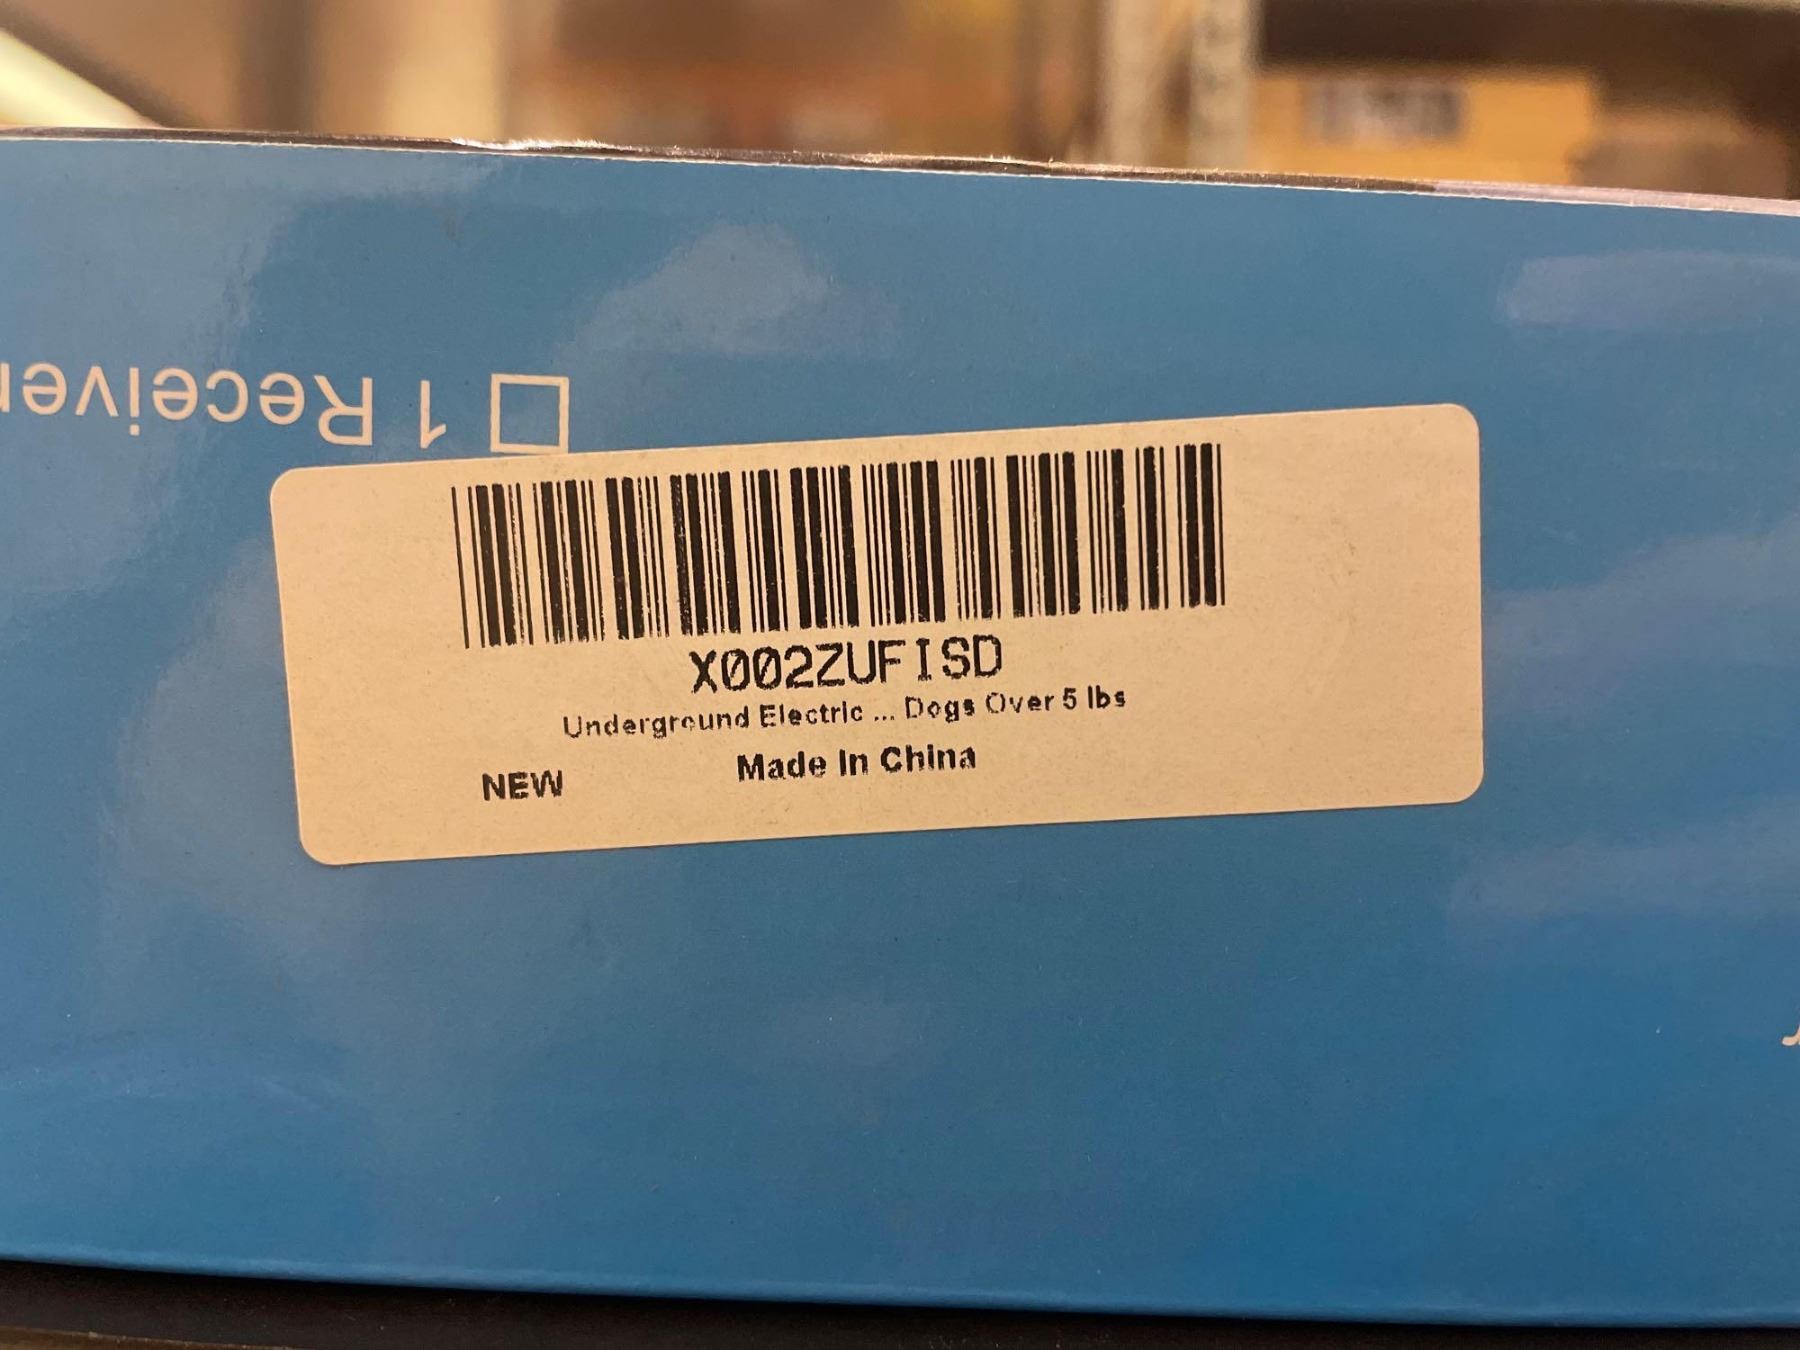 ☐ 1 Receiver
X002ZUFISD
Underground Electric ... Dogs Over 5 lbs
Made In China
NEW